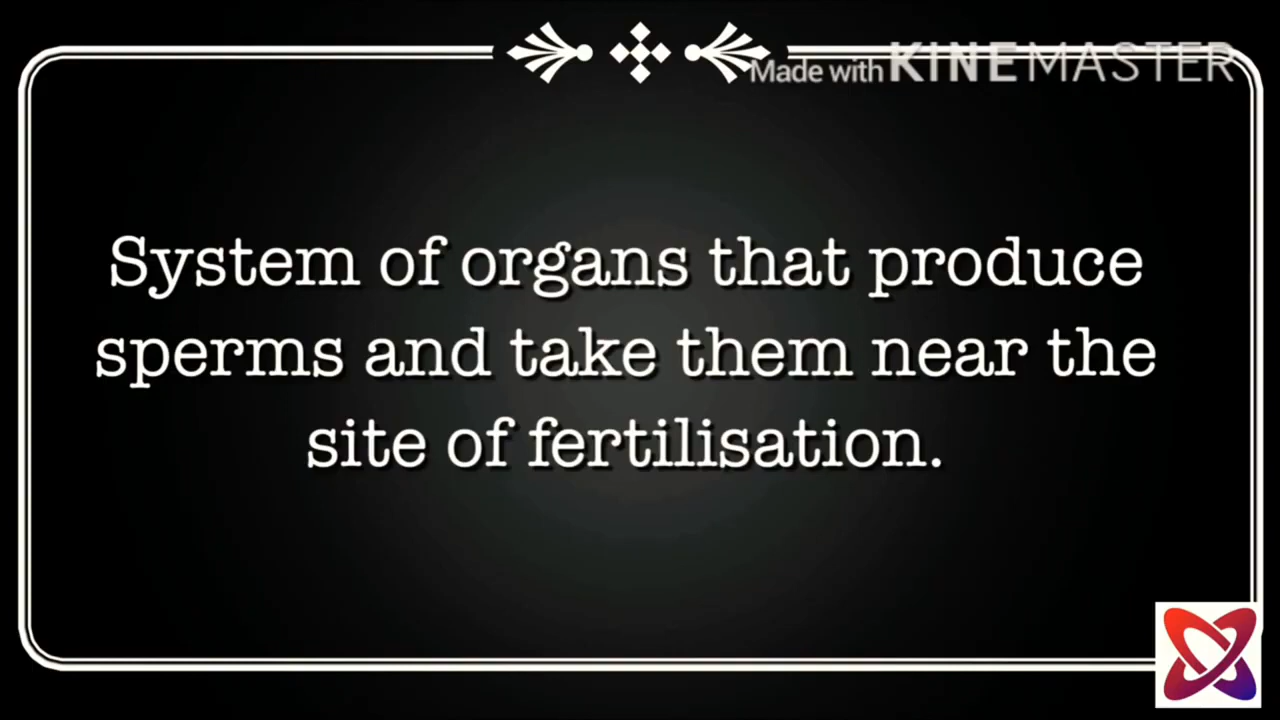 Made with KINEMASTER
System of organs that produce
sperms and take them near the
site of fertilisation.